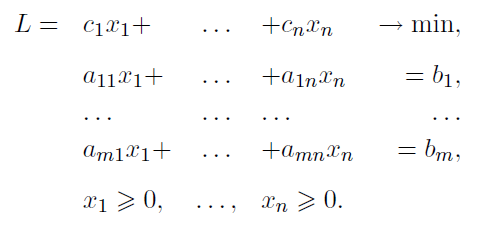 L = c₁x₁+ … +cₙxₙ → min,
a₁₁x₁+ … +a₁ₙxₙ = b₁,
… … … …
aₘ₁x₁+ … +aₘₙxₙ = bₘ,
x₁ ⩾ 0, …, xₙ ⩾ 0.